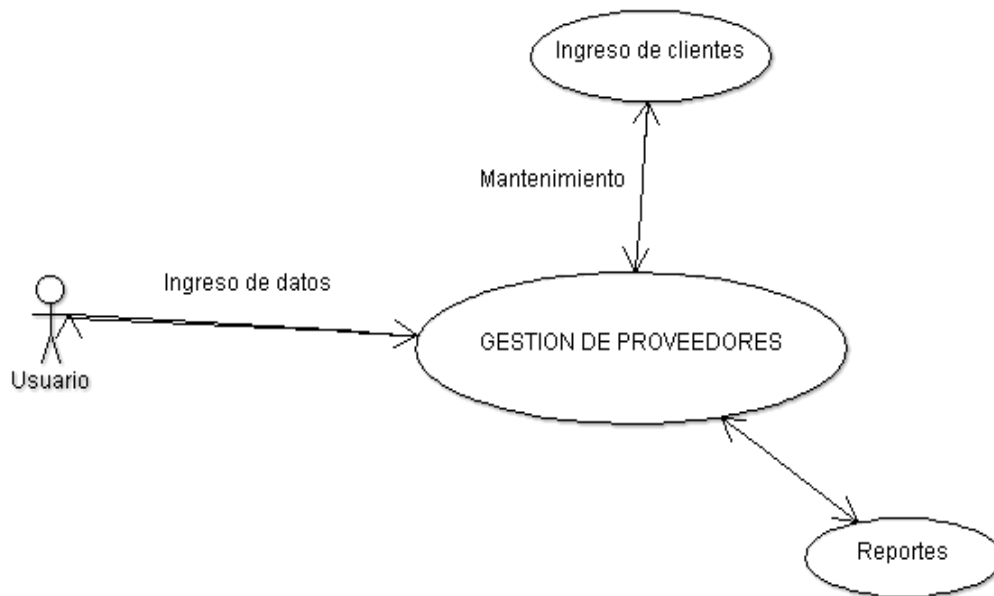 Ingreso de clientes
Mantenimiento
Ingreso de datos
GESTION DE PROVEEDORES
Usuario
Reportes